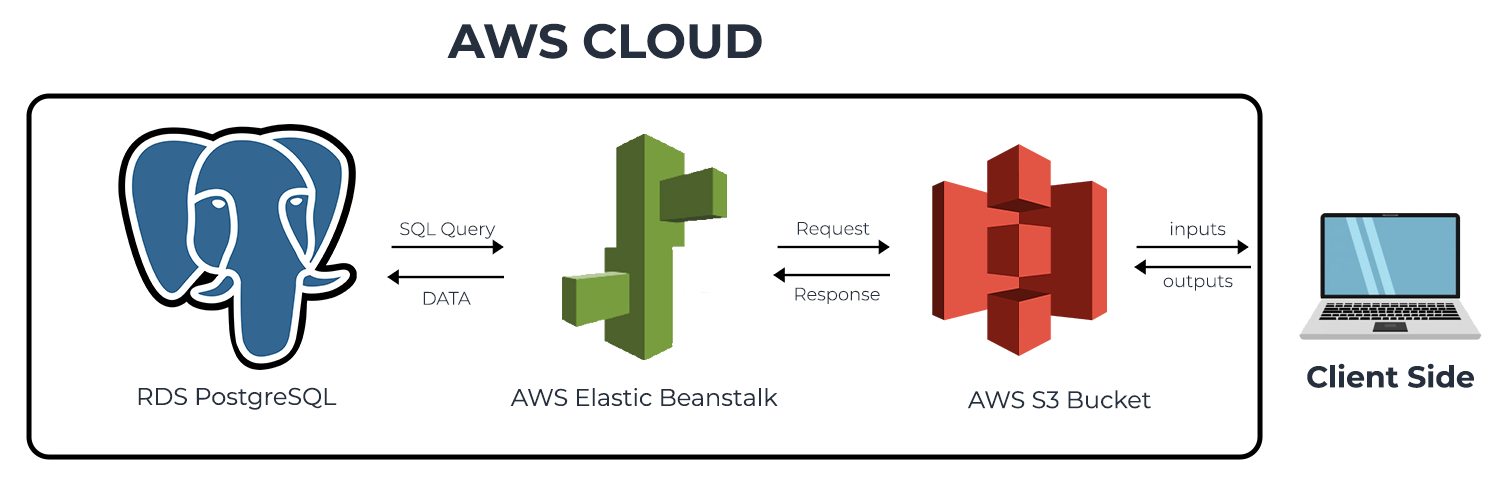 AWS CLOUD
SQL Query
DATA
Request
Response
inputs
outputs
RDS PostgreSQL
AWS Elastic Beanstalk
AWS S3 Bucket
Client Side